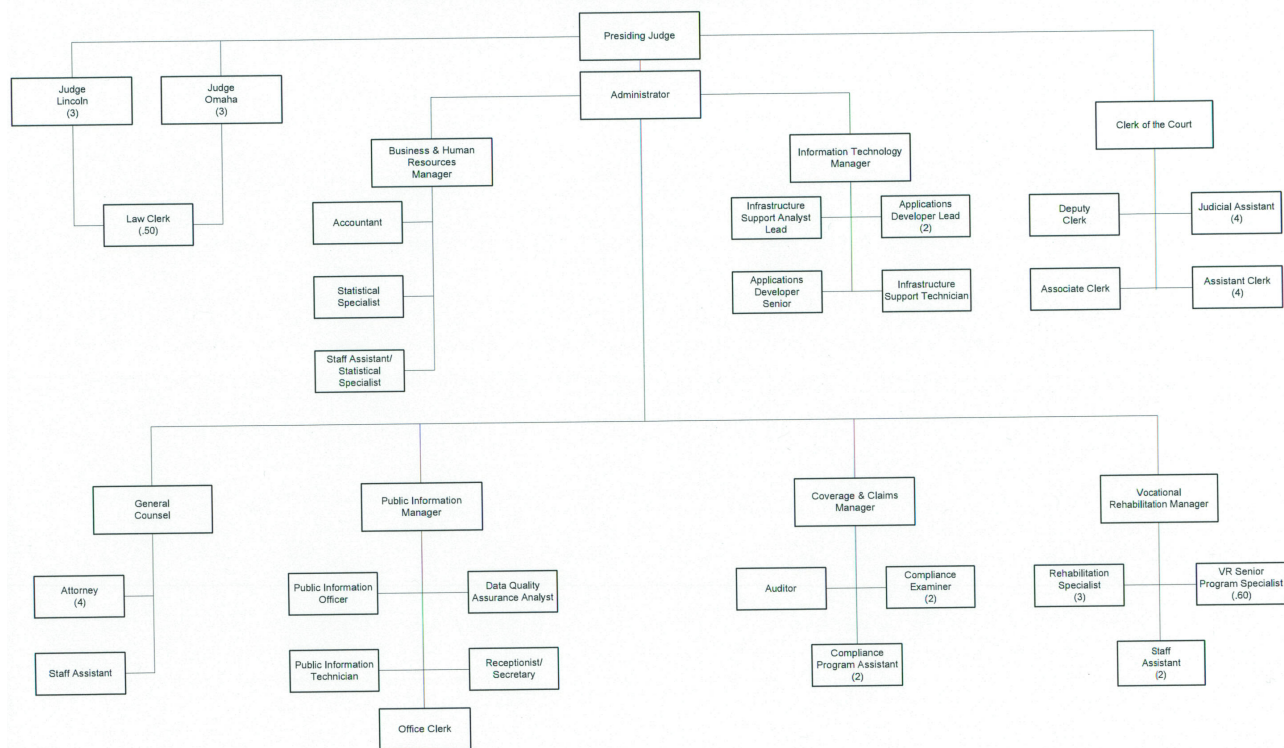 Presiding Judge
Administrator
Judge
Lincoln
(3)
Judge
Omaha
(3)
Law Clerk
(.50)
Business & Human
Resources
Manager
Accountant
Statistical
Specialist
Staff Assistant/
Statistical
Specialist
Information Technology
Manager
Infrastructure
Support Analyst
Lead
Applications
Developer Lead
(2)
Applications
Developer
Senior
Infrastructure
Support Technician
Clerk of the Court
Deputy
Clerk
Judicial Assistant
(4)
Associate Clerk
Assistant Clerk
(4)
General
Counsel
Attorney
(4)
Staff Assistant
Public Information
Manager
Public Information
Officer
Data Quality
Assurance Analyst
Public Information
Technician
Receptionist/
Secretary
Office Clerk
Coverage & Claims
Manager
Auditor
Compliance
Examiner
(2)
Compliance
Program Assistant
(2)
Vocational
Rehabilitation Manager
Rehabilitation
Specialist
(3)
VR Senior
Program Specialist
(.60)
Staff
Assistant
(2)